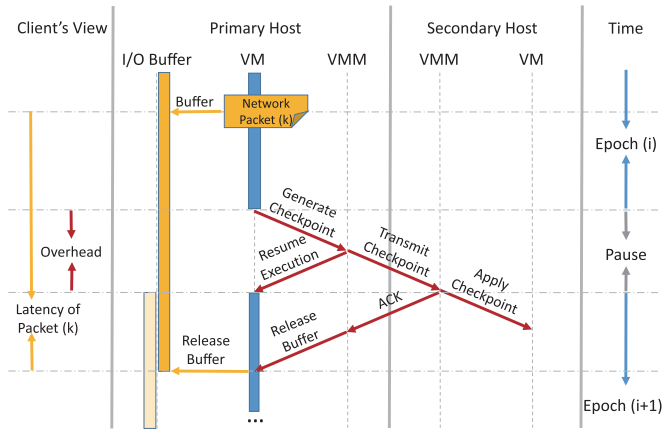 Client's View
Primary Host
Secondary Host
Time
I/O Buffer
VM
VMM
VMM
VM
Buffer
Network
Packet (k)
Epoch (i)
Generate
Checkpoint
Resume
Execution
Transmit
Checkpoint
Apply
Checkpoint
Overhead
Pause
Latency of
Packet (k)
ACK
Release
Buffer
Release
Buffer
Epoch (i+1)
...